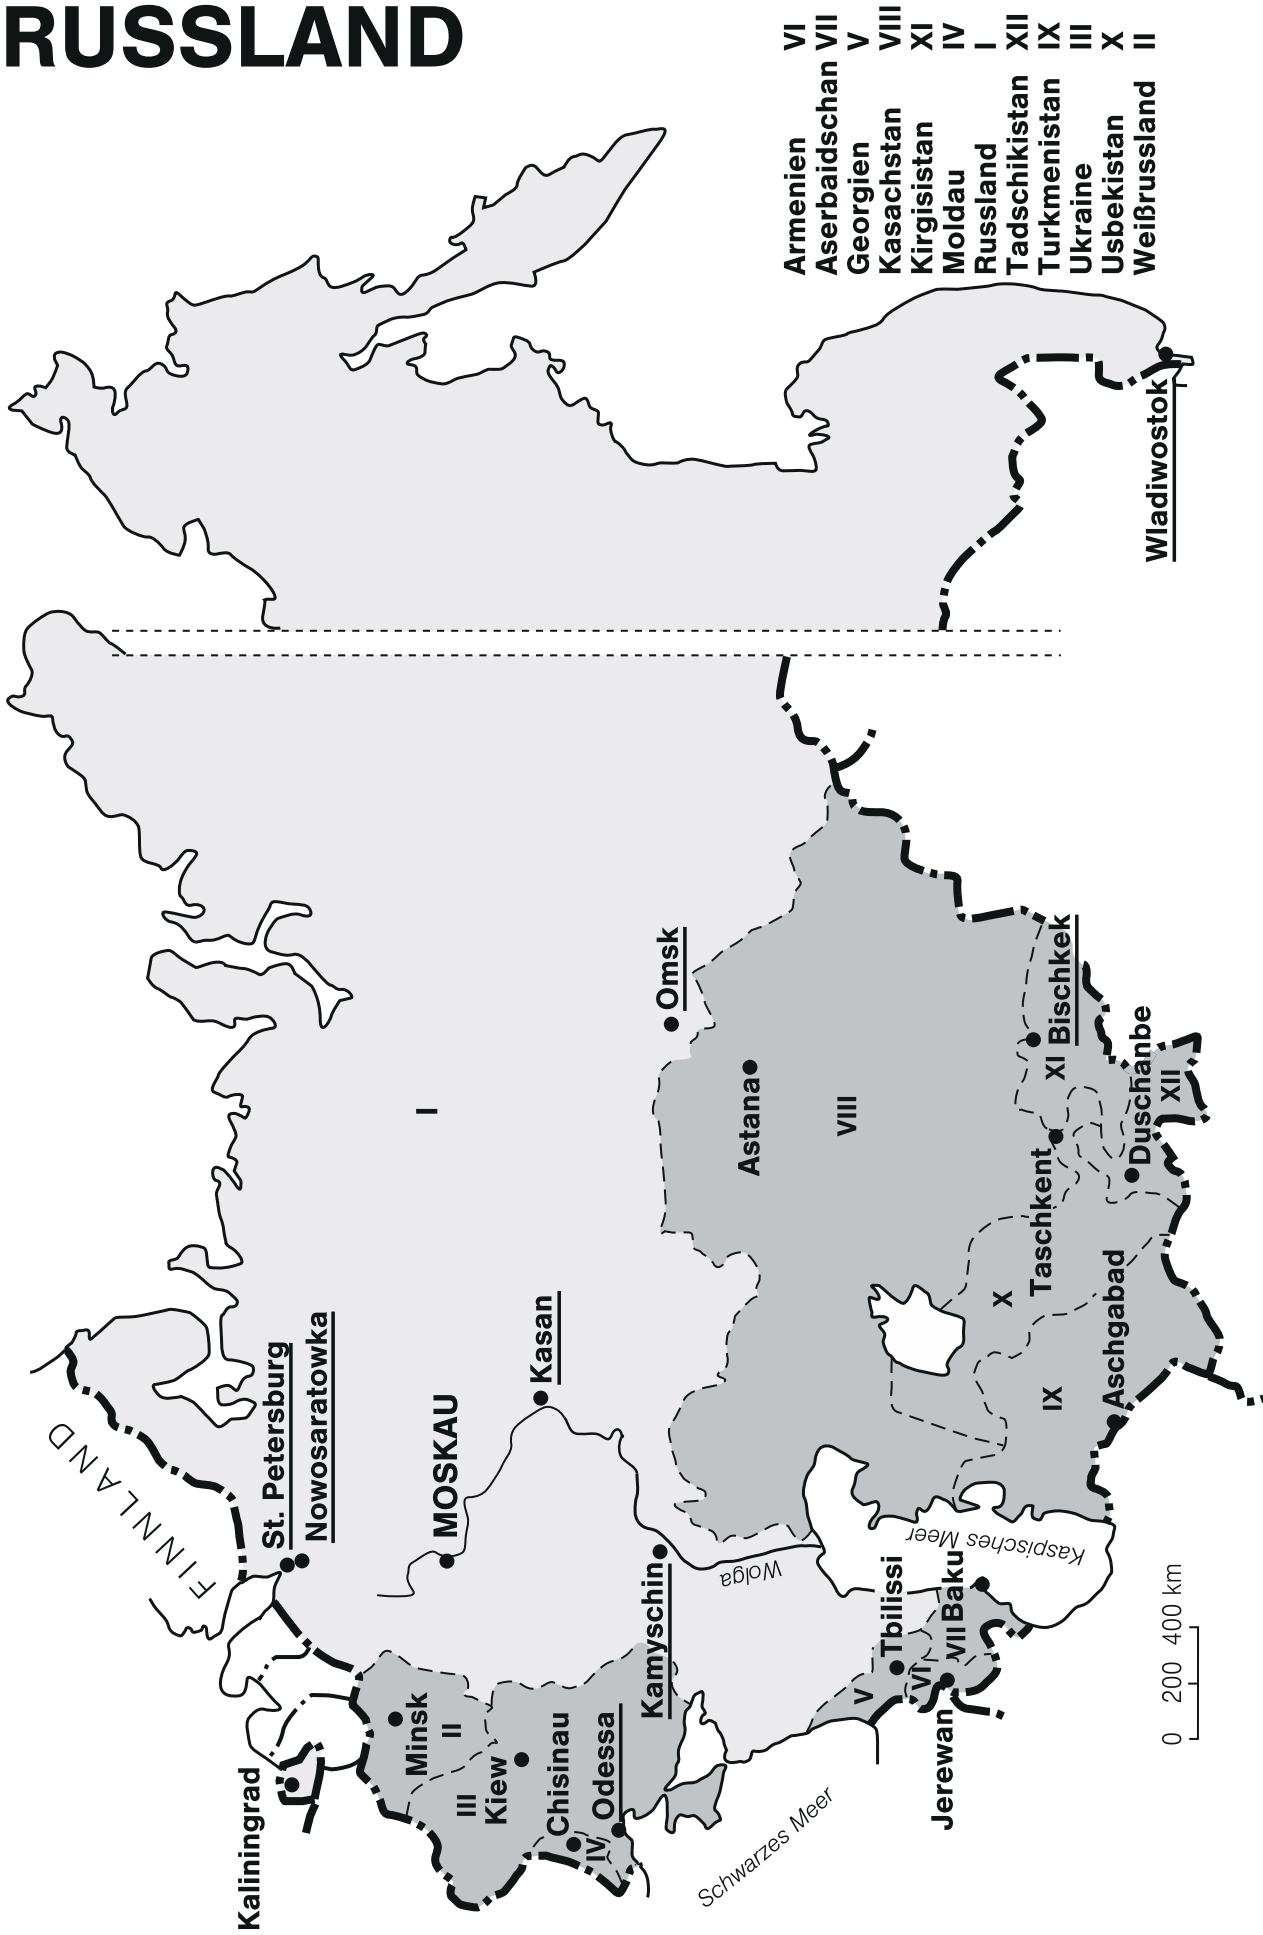 RUSSLAND
Armenien VI
Aserbaidschan VII
Georgien V
Kasachstan VIII
Kirgisistan XI
Moldau IV
Russland I
Tadschikistan XII
Turkmenistan IX
Ukraine III
Usbekistan X
Weißrussland II
Wladiwostok
FINNLAND
St. Petersburg
Nowosaratowka
MOSKAU
Kasan
I
Omsk
Astana
VIII
Bischkek
XI
Duschanbe
XII
Taschkent
X
Aschgabad
IX
Kaspisches Meer
Wolga
Kamyschin
Tbilissi
Baku
V
VI
VII
Jerewan
Kaliningrad
Minsk
II
III
Kiew
Chisinau
IV
Odessa
Schwarzes Meer
0 200 400 km